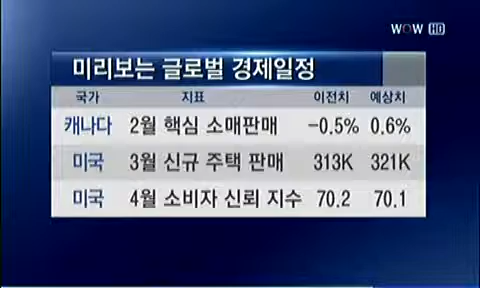 WOW HD
미리보는 글로벌 경제일정
국가 지표 이전치 예상치
캐나다 2월 핵심 소매판매 -0.5% 0.6%
미국 3월 신규 주택 판매 313K 321K
미국 4월 소비자 신뢰 지수 70.2 70.1